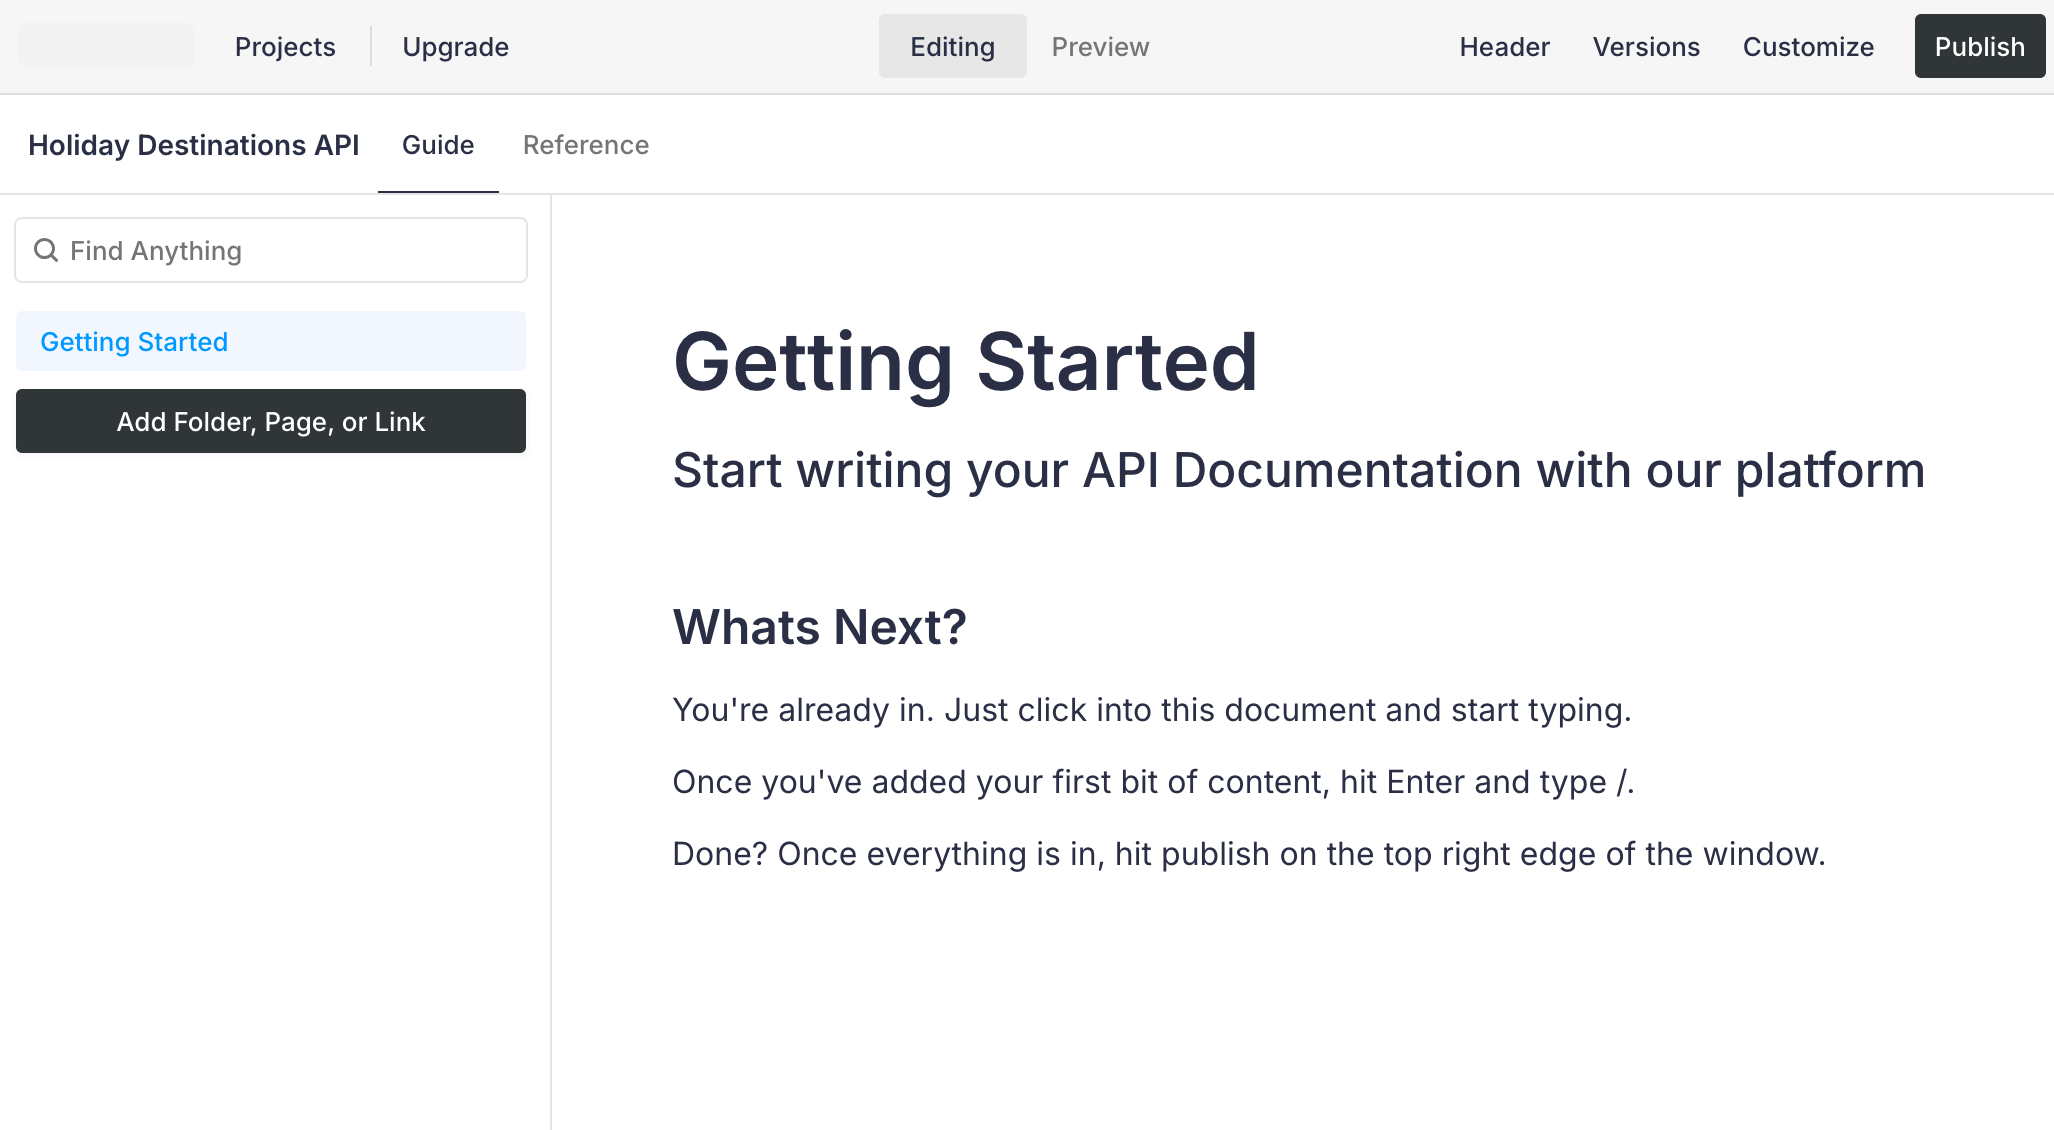 Projects
Upgrade
Editing
Preview
Header
Versions
Customize
Publish
Holiday Destinations API
Guide
Reference
Find Anything
Getting Started
Add Folder, Page, or Link
Getting Started
Start writing your API Documentation with our platform
Whats Next?
You're already in. Just click into this document and start typing.
Once you've added your first bit of content, hit Enter and type /.
Done? Once everything is in, hit publish on the top right edge of the window.